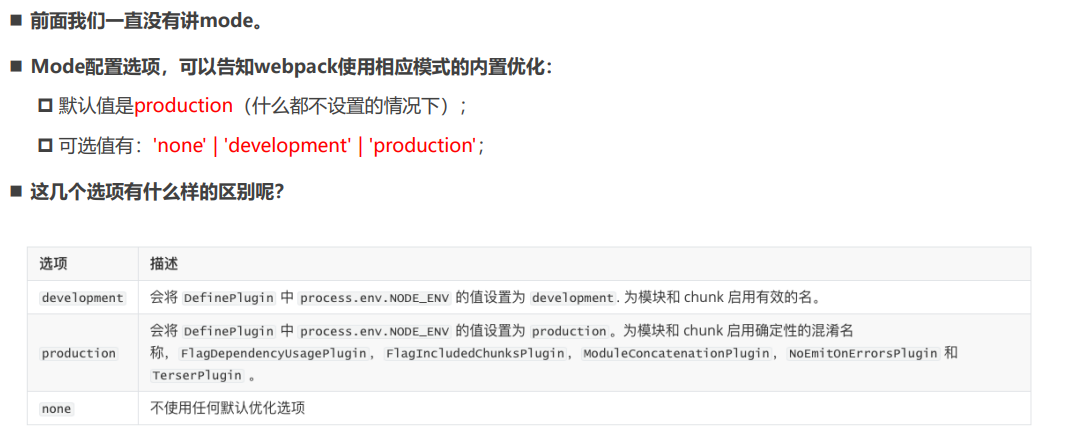 ■ 前面我们一直没有讲mode。
■ Mode配置选项，可以告知webpack使用相应模式的内置优化：
默认值是production（什么都不设置的情况下）；
可选值有：'none' | 'development' | 'production'；
■ 这几个选项有什么样的区别呢？
选项 描述
development 会将 DefinePlugin 中 process.env.NODE_ENV 的值设置为 development. 为模块和 chunk 启用有效的名。
production 会将 DefinePlugin 中 process.env.NODE_ENV 的值设置为 production。为模块和 chunk 启用确定性的混淆名
称，FlagDependencyUsagePlugin，FlagIncludedChunksPlugin，ModuleConcatenationPlugin，NoEmitOnErrorsPlugin 和
TerserPlugin 。
none 不使用任何默认优化选项